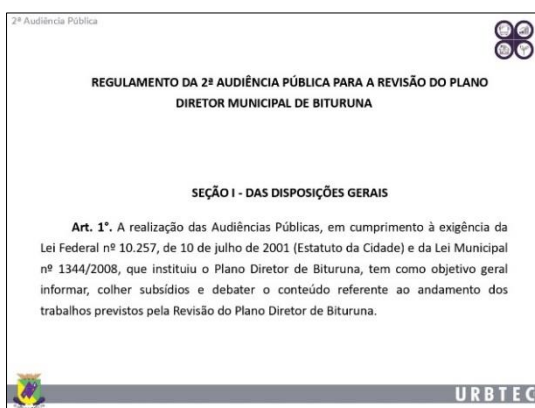 2ª Audiência Pública
REGULAMENTO DA 2ª AUDIÊNCIA PÚBLICA PARA A REVISÃO DO PLANO
DIRETOR MUNICIPAL DE BITURUNA
SEÇÃO I - DAS DISPOSIÇÕES GERAIS
Art. 1°. A realização das Audiências Públicas, em cumprimento à exigência da
Lei Federal nº 10.257, de 10 de julho de 2001 (Estatuto da Cidade) e da Lei Municipal
nº 1344/2008, que instituiu o Plano Diretor de Bituruna, tem como objetivo geral
informar, colher subsídios e debater o conteúdo referente ao andamento dos
trabalhos previstos pela Revisão do Plano Diretor de Bituruna.
URBTEC